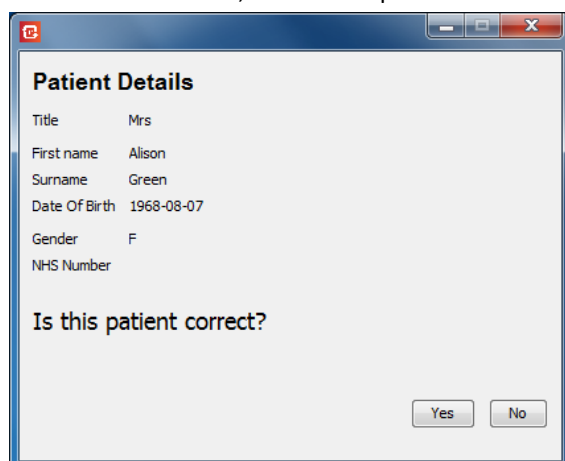 Patient Details
Title Mrs
First name Alison
Surname Green
Date Of Birth 1968-08-07
Gender F
NHS Number
Is this patient correct?
Yes No